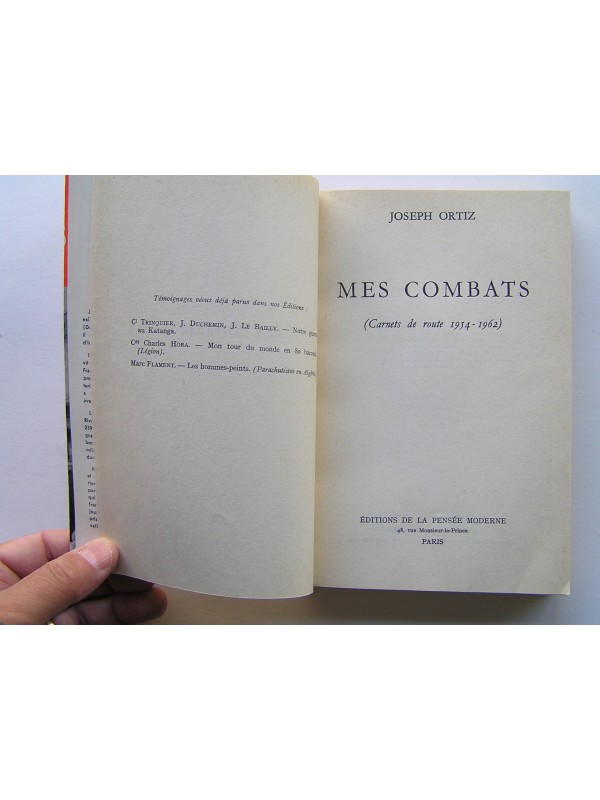 Témoignages vécus déjà parus dans nos Éditions :
Cl Trinquier, J. Duchemin, J. Le Bailly. — Notre
au Katanga.
Cne Charles Hora. — Mon tour du monde en 80
(Légion).
Marc Flament. — Les hommes-peints. (Parachutistes en
JOSEPH ORTIZ
MES COMBATS
(Carnets de route 1954-1962)
ÉDITIONS DE LA PENSÉE MODERNE
48, rue Monsieur-le-Prince
PARIS